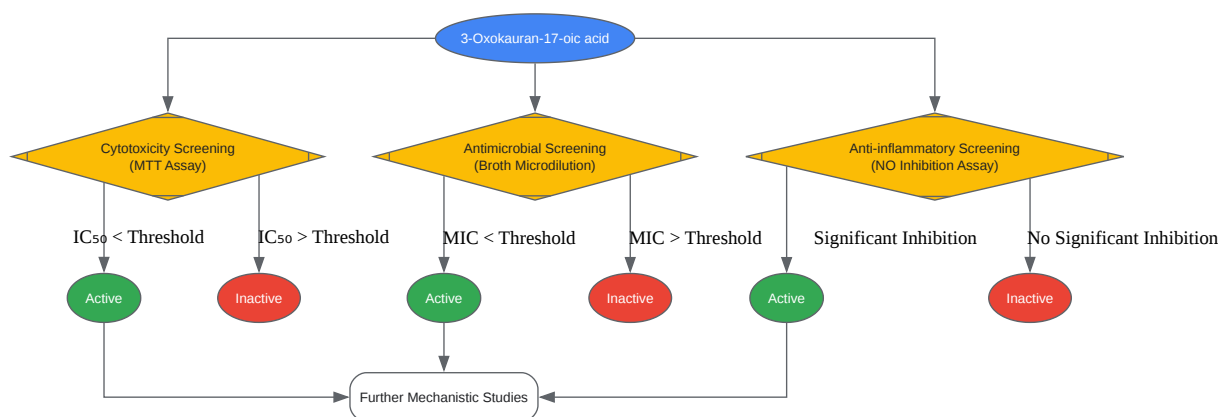 3-Oxokauran-17-oic acid
Cytotoxicity Screening
(MTT Assay)
Antimicrobial Screening
(Broth Microdilution)
Anti-inflammatory Screening
(NO Inhibition Assay)
IC₅₀ < Threshold
IC₅₀ > Threshold
MIC < Threshold
MIC > Threshold
Significant Inhibition
No Significant Inhibition
Active
Inactive
Active
Inactive
Active
Inactive
Further Mechanistic Studies